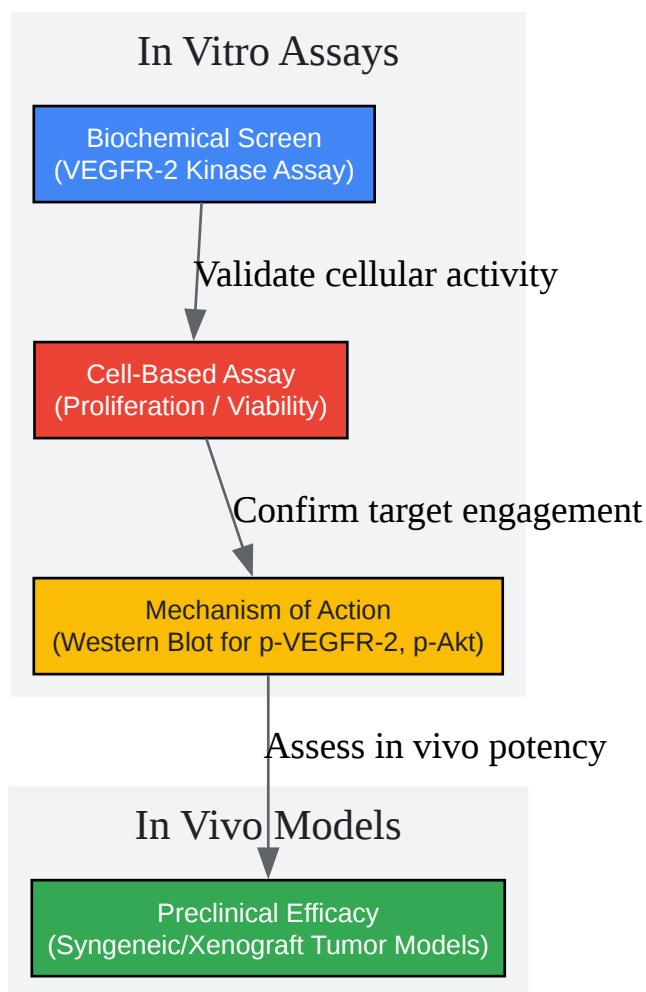 In Vitro Assays
Biochemical Screen
(VEGFR-2 Kinase Assay)
Validate cellular activity
Cell-Based Assay
(Proliferation / Viability)
Confirm target engagement
Mechanism of Action
(Western Blot for p-VEGFR-2, p-Akt)
Assess in vivo potency
In Vivo Models
Preclinical Efficacy
(Syngeneic/Xenograft Tumor Models)